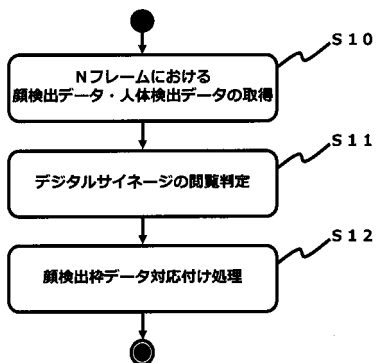 S10
Nフレームにおける
顔検出データ・人体検出データの取得
S11
デジタルサイネージの閲覧判定
S12
顔検出枠データ対応付け処理